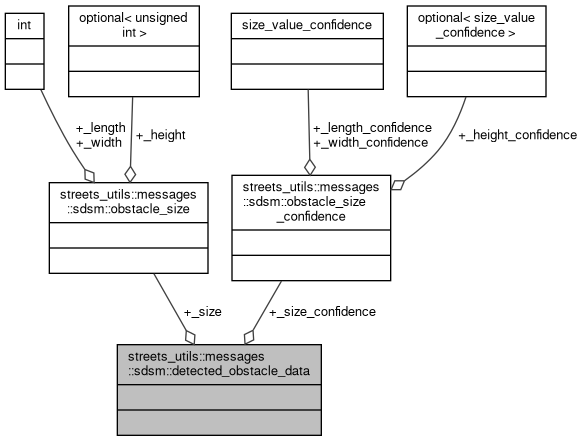 int
optional< unsigned
int >
size_value_confidence
optional< size_value
_confidence >
+_length
+_width
+_height
+_length_confidence
+_width_confidence
+_height_confidence
streets_utils::messages
::sdsm::obstacle_size
streets_utils::messages
::sdsm::obstacle_size
_confidence
+_size
+_size_confidence
streets_utils::messages
::sdsm::detected_obstacle_data